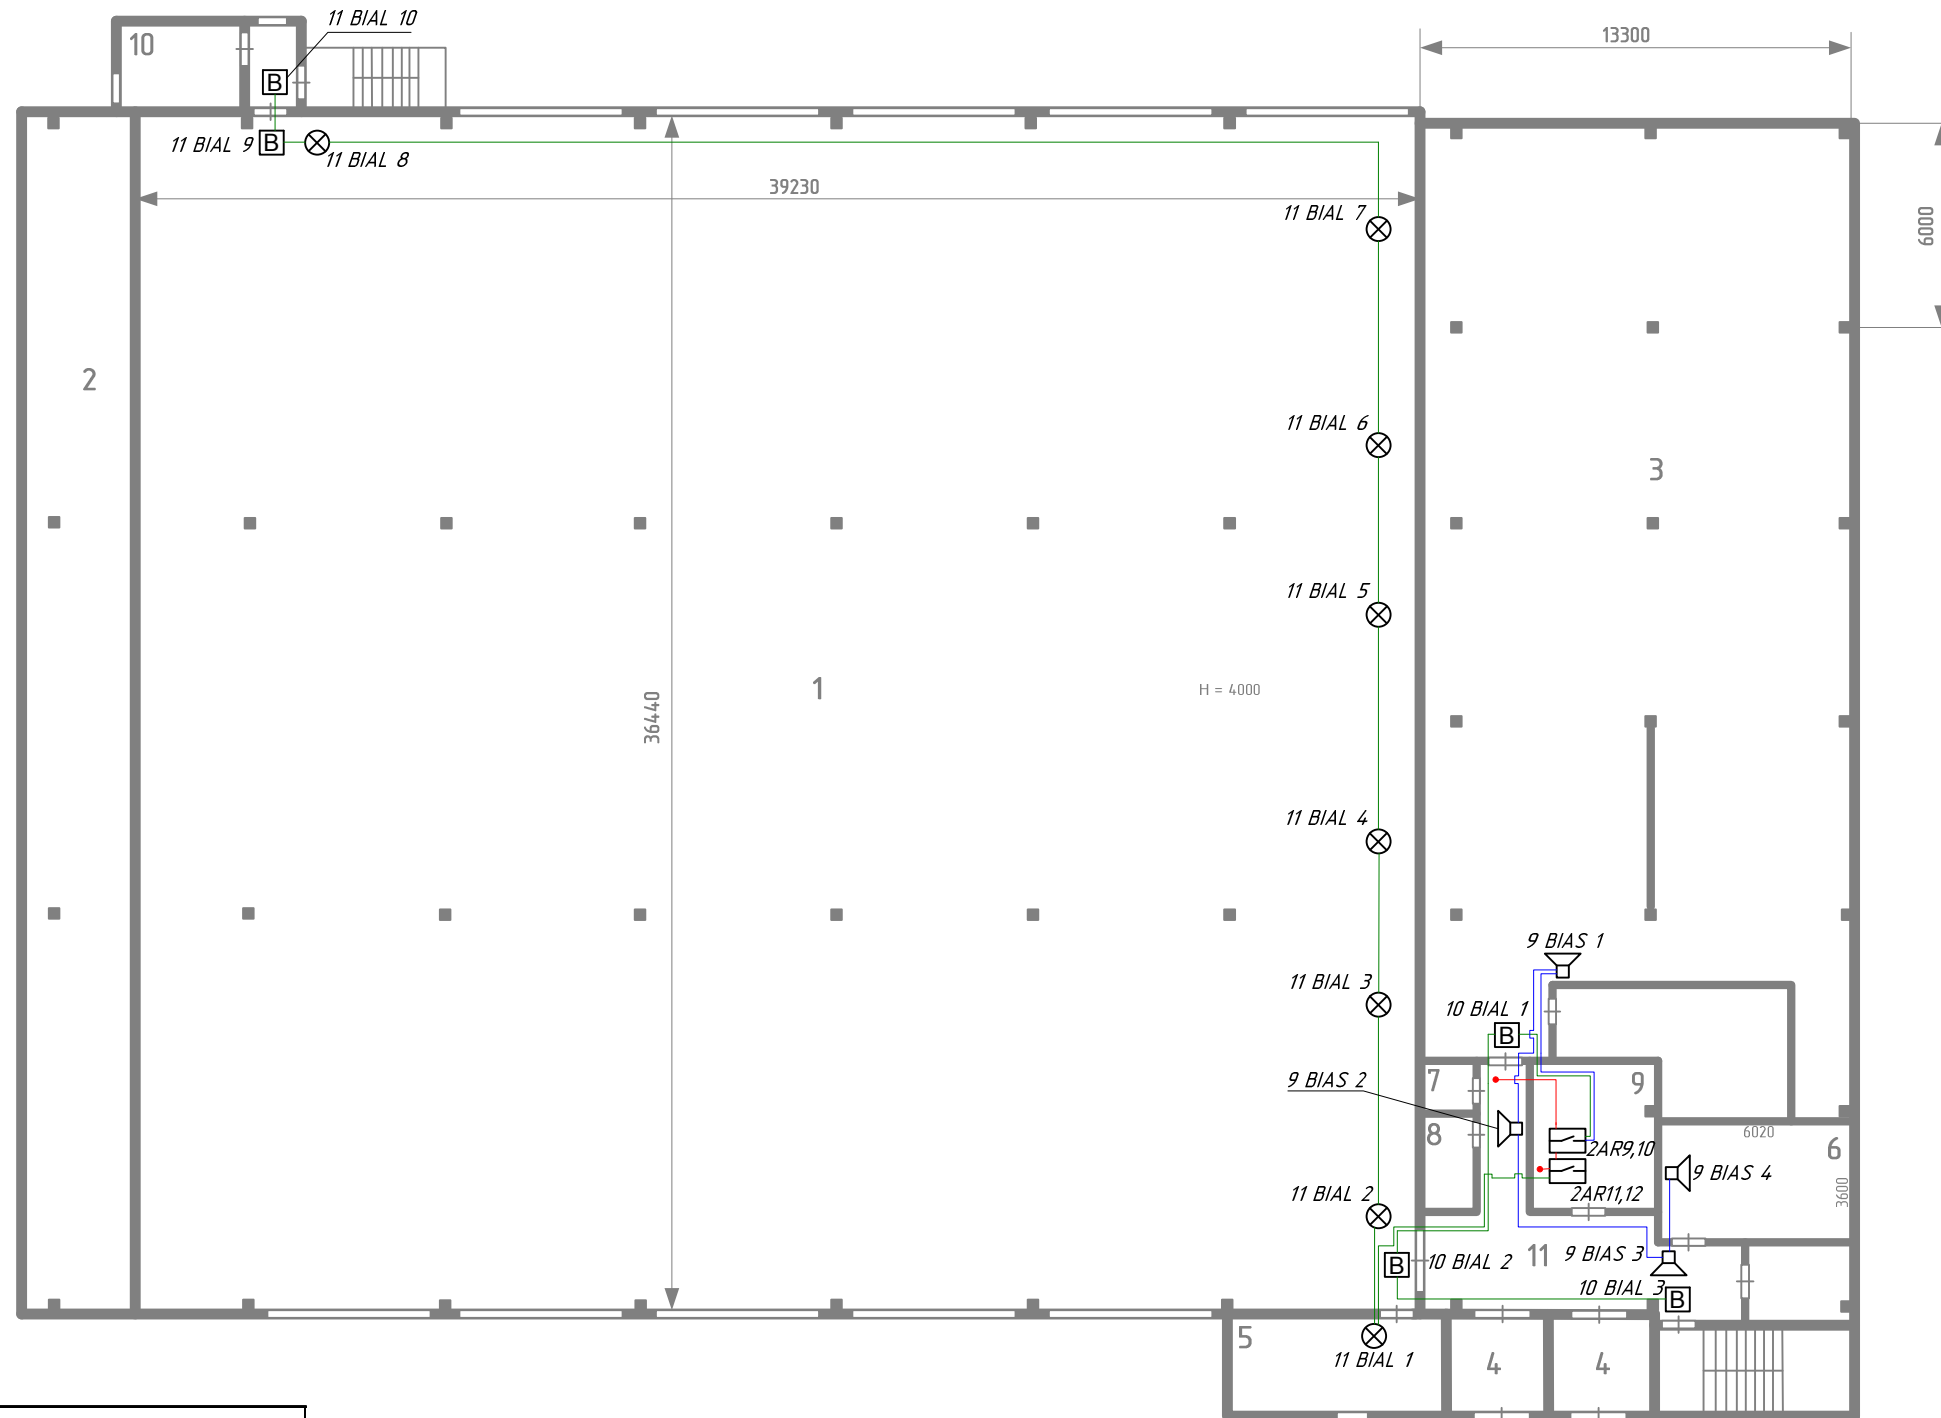 11 BIAL 10
10
13300
B
11 BIAL 9
B
11 BIAL 8
39230
11 BIAL 7
6000
2
11 BIAL 6
3
11 BIAL 5
1
H = 4000
36440
11 BIAL 4
9 BIAS 1
11 BIAL 3
10 BIAL 1
B
7
9 BIAS 2
9
8
6020
6
2AR9,10
9 BIAS 4
3600
11 BIAL 2
2AR11,12
B
10 BIAL 2
11
9 BIAS 3
10 BIAL 3
B
5
11 BIAL 1
4
4